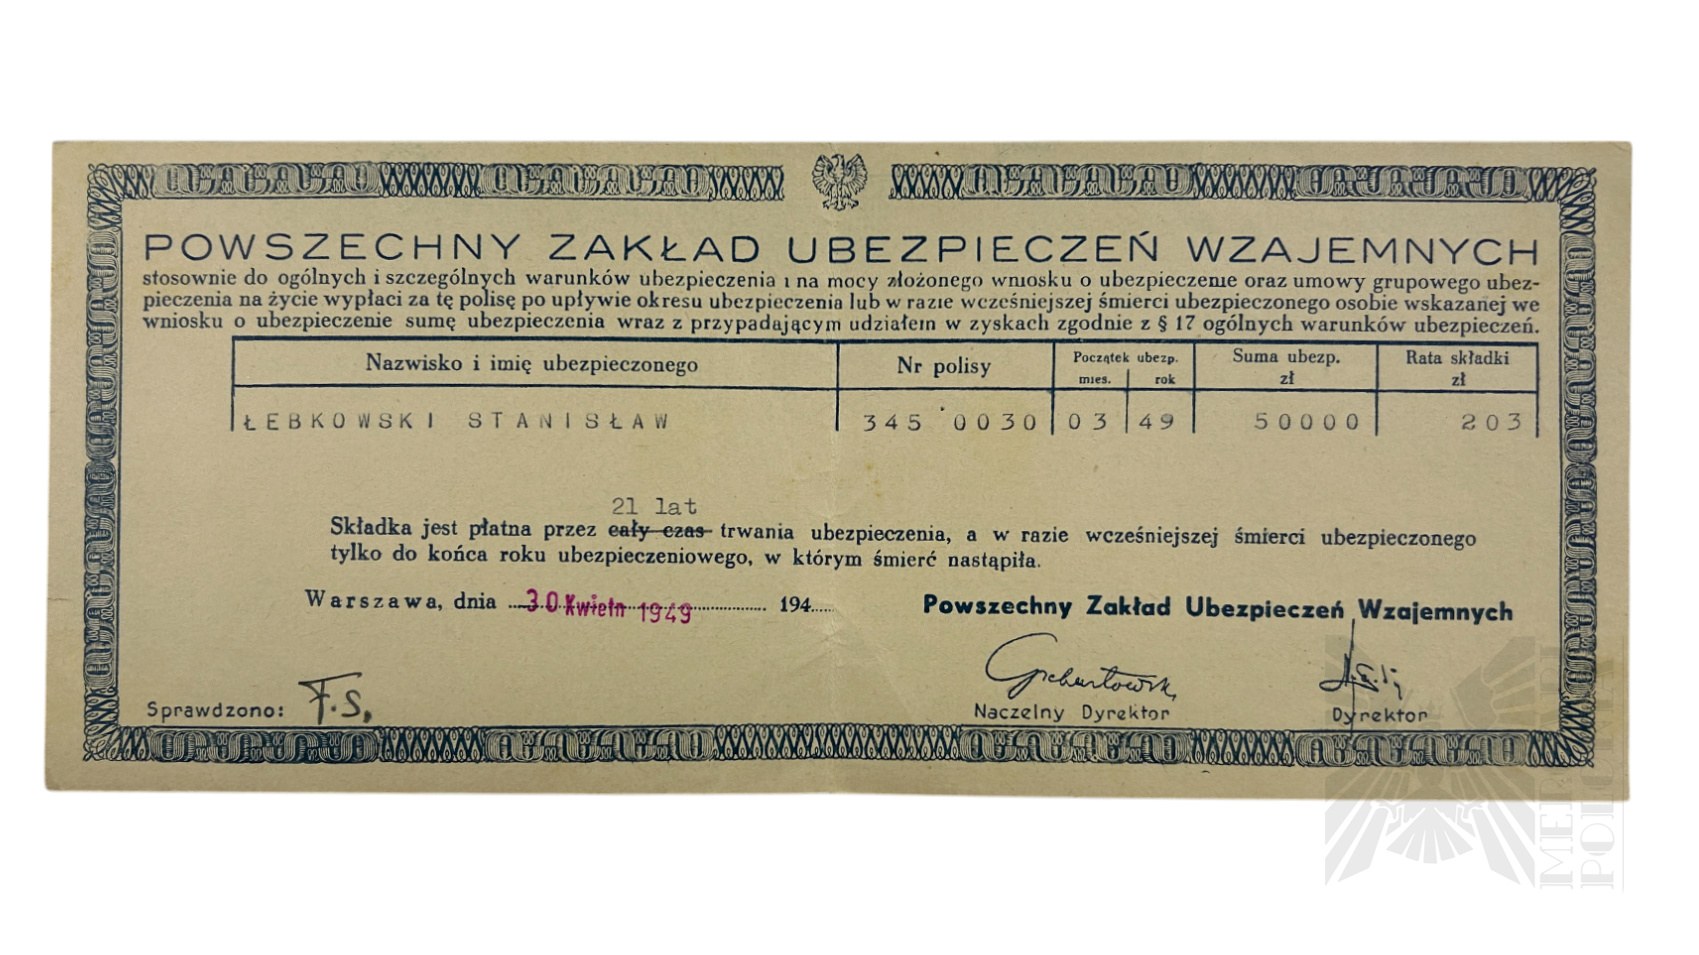 POWSZECHNY ZAKŁAD UBEZPIECZEŃ WZAJEMNYCH
stosownie do ogólnych i szczególnych warunków ubezpieczenia i na mocy złożonego wniosku o ubezpieczenie oraz umowy grupowego ubez-
pieczenia na życie wypłaci za tę polisę po upływie okresu ubezpieczenia lub w razie wcześniejszej śmierci ubezpieczonego osobie wskazanej we
wniosku o ubezpieczenie sumę ubezpieczenia wraz z przypadającym udziałem w zyskach zgodnie z § 17 ogólnych warunków ubezpieczeń.
Nazwisko i imię ubezpieczonego Nr polisy Początek ubezp. Suma ubezp. Rata składki
mies. rok zł zł
ŁEBKOWSKI STANISŁAW 345 0030 03 49 50000 203
21 lat
Składka jest płatna przez cały czas trwania ubezpieczenia, a w razie wcześniejszej śmierci ubezpieczonego
tylko do końca roku ubezpieczeniowego, w którym śmierć nastąpiła.
Warszawa, dnia 30 Kwietn 1949 194 Powszechny Zakład Ubezpieczeń Wzajemnych
Sprawdzono: F.S. Naczelny Dyrektor Dyrektor